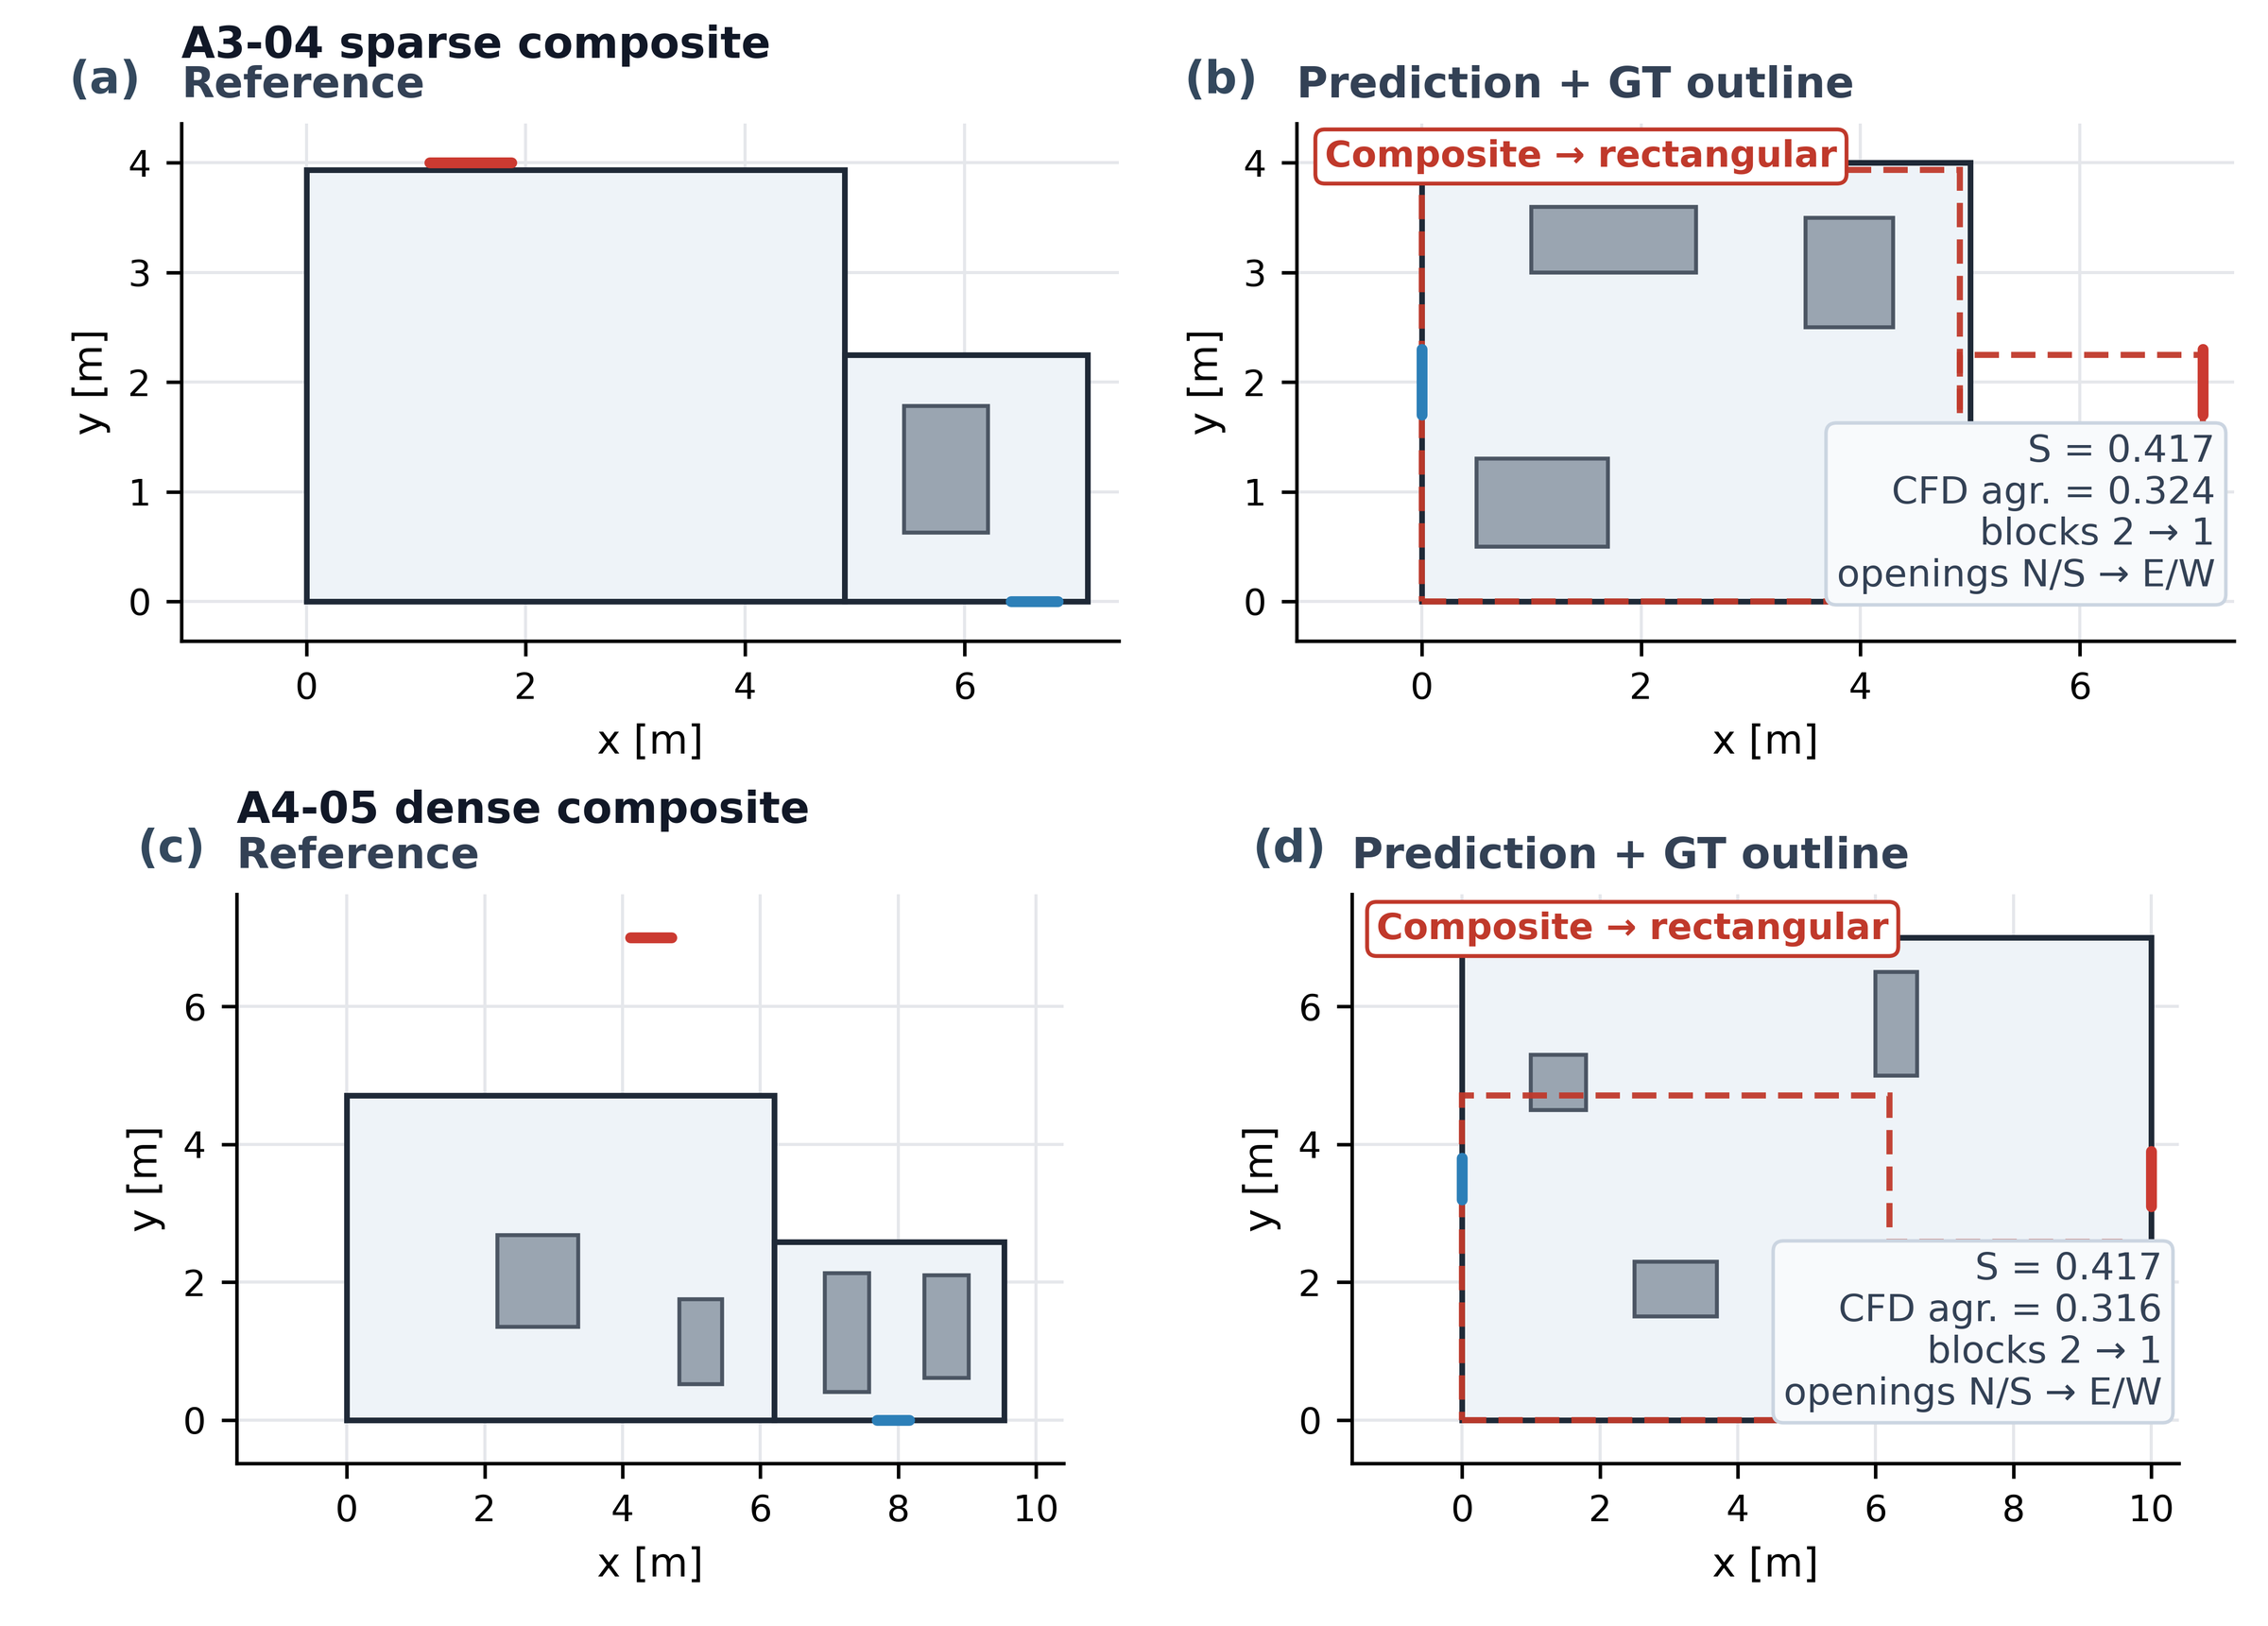 A3-04 sparse composite
(a) Reference
4
3
2
1
0
y [m]
0 2 4 6
x [m]
(b) Prediction + GT outline
Composite → rectangular
4
3
2
1
0
y [m]
S = 0.417
CFD agr. = 0.324
blocks 2 → 1
openings N/S → E/W
0 2 4 6
x [m]
A4-05 dense composite
(c) Reference
6
4
2
0
y [m]
0 2 4 6 8 10
x [m]
(d) Prediction + GT outline
Composite → rectangular
6
4
2
0
y [m]
S = 0.417
CFD agr. = 0.316
blocks 2 → 1
openings N/S → E/W
0 2 4 6 8 10
x [m]